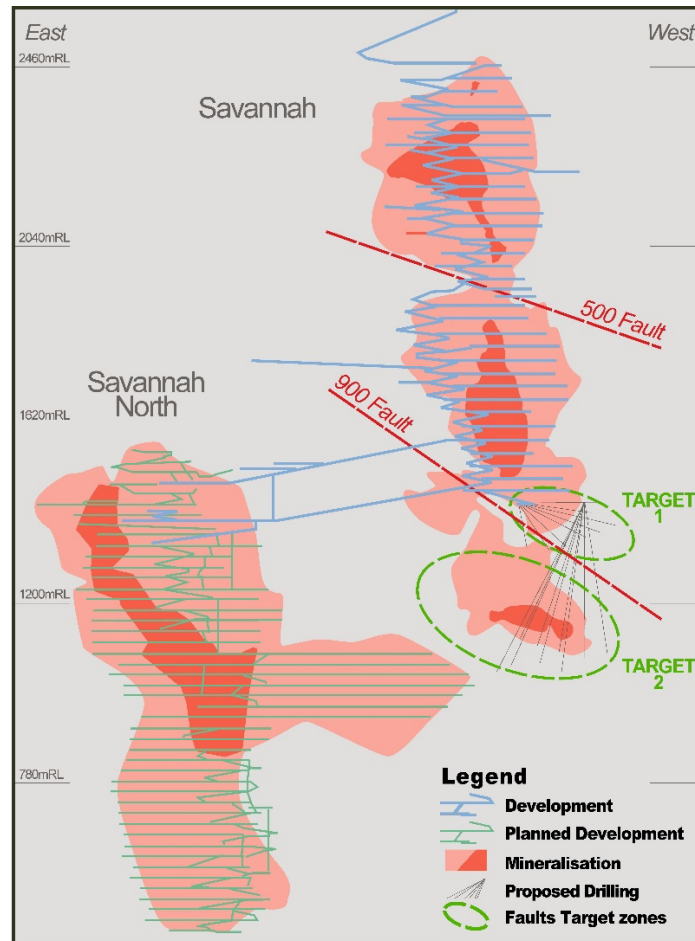 East
West
2460mRL
Savannah
2040mRL
500 Fault
Savannah
North
1620mRL
900 Fault
TARGET
1
1200mRL
TARGET
2
780mRL
Legend
Development
Planned Development
Mineralisation
Proposed Drilling
Faults Target zones